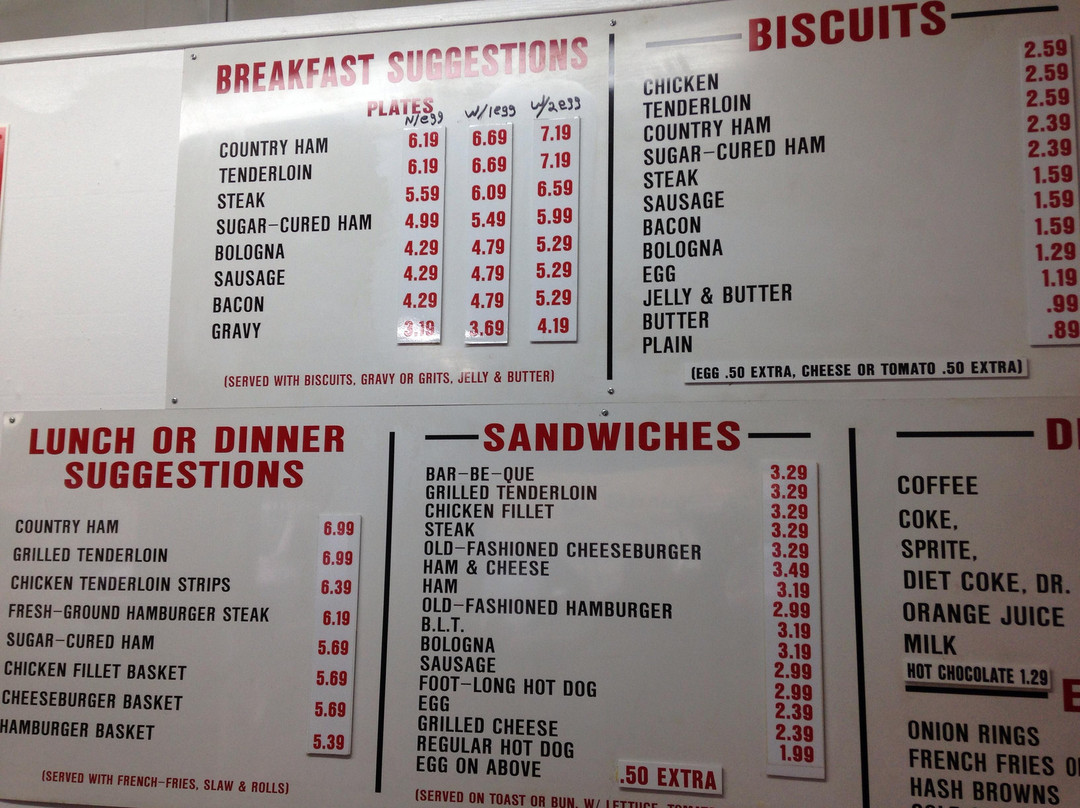 BREAKFAST SUGGESTIONS
PLATES N/egg w/1egg w/2egg
COUNTRY HAM 6.19 6.69 7.19
TENDERLOIN 6.19 6.69 7.19
STEAK 5.59 6.09 6.59
SUGAR-CURED HAM 4.99 5.49 5.99
BOLOGNA 4.29 4.79 5.29
SAUSAGE 4.29 4.79 5.29
BACON 4.29 4.79 5.29
GRAVY 3.19 3.69 4.19
(SERVED WITH BISCUITS, GRAVY OR GRITS, JELLY & BUTTER)
BISCUITS
CHICKEN 2.59
TENDERLOIN 2.59
COUNTRY HAM 2.59
SUGAR-CURED HAM 2.39
STEAK 2.39
SAUSAGE 1.59
BACON 1.59
BOLOGNA 1.59
EGG 1.29
JELLY & BUTTER 1.19
BUTTER .99
PLAIN .89
(EGG .50 EXTRA, CHEESE OR TOMATO .50 EXTRA)
LUNCH OR DINNER
SUGGESTIONS
COUNTRY HAM 6.99
GRILLED TENDERLOIN 6.99
CHICKEN TENDERLOIN STRIPS 6.39
FRESH-GROUND HAMBURGER STEAK 6.19
SUGAR-CURED HAM 5.69
CHICKEN FILLET BASKET 5.69
CHEESEBURGER BASKET 5.69
HAMBURGER BASKET 5.39
(SERVED WITH FRENCH-FRIES, SLAW & ROLLS)
SANDWICHES
BAR-BE-QUE 3.29
GRILLED TENDERLOIN 3.29
CHICKEN FILLET 3.29
STEAK 3.29
OLD-FASHIONED CHEESEBURGER 3.29
HAM & CHEESE 3.49
HAM 3.19
OLD-FASHIONED HAMBURGER 2.99
B.L.T. 3.19
BOLOGNA 3.19
SAUSAGE 2.99
FOOT-LONG HOT DOG 2.99
EGG 2.39
GRILLED CHEESE 2.39
REGULAR HOT DOG 1.99
EGG ON ABOVE .50 EXTRA
(SERVED ON TOAST OR BUN, W/ LETTUCE,
COFFEE
COKE,
SPRITE,
DIET COKE, DR.
ORANGE JUICE
MILK
HOT CHOCOLATE 1.29
ONION RINGS
FRENCH FRIES
HASH BROWNS